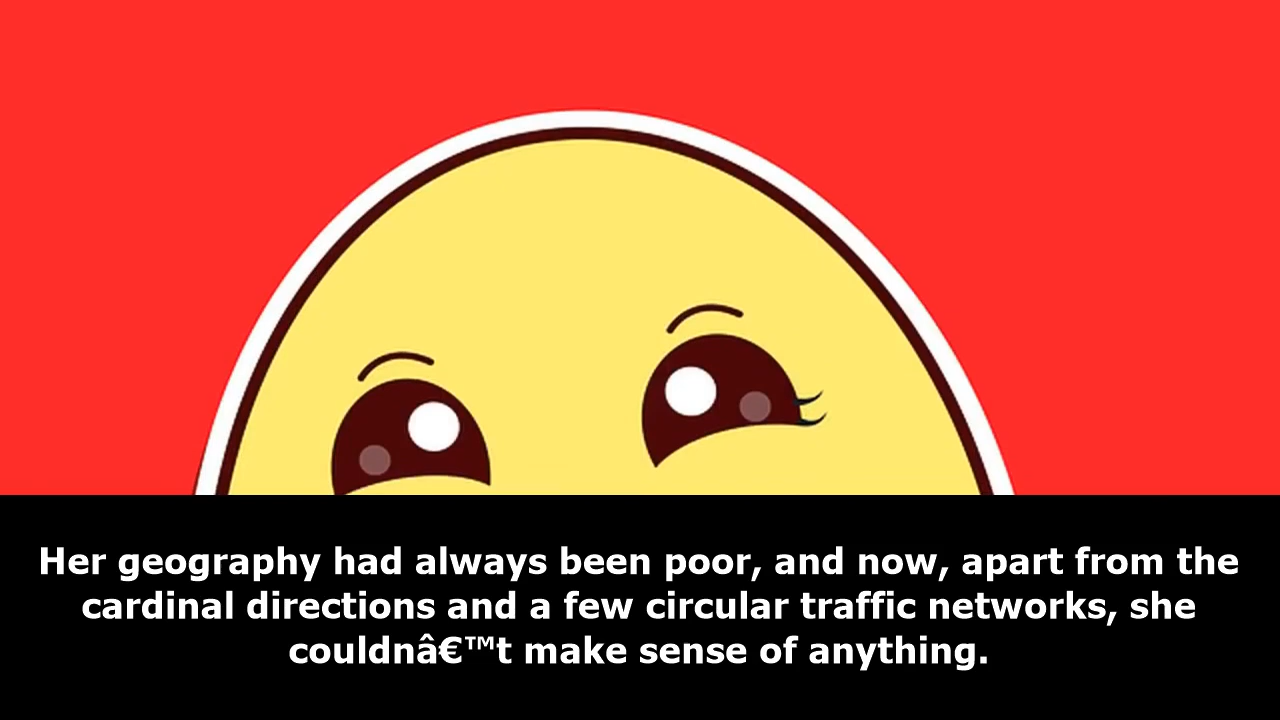 Her geography had always been poor, and now, apart from the
cardinal directions and a few circular traffic networks, she
couldnâ€™t make sense of anything.